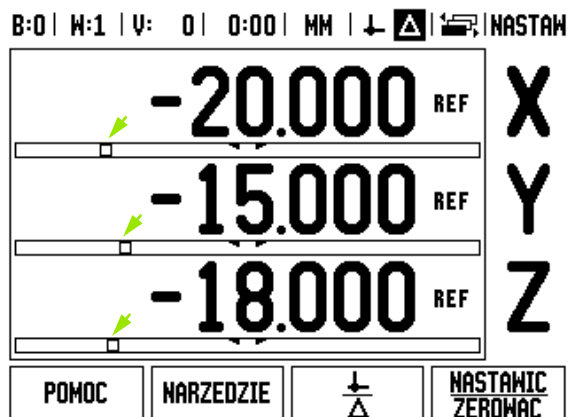 B:0 | W:1 | V: 0 | 0:00 | MM | Δ | NASTAW
-20.000 REF X
-15.000 REF Y
-18.000 REF Z
POMOC NARZEDZIE Δ NASTAWIC
ZEROWAC